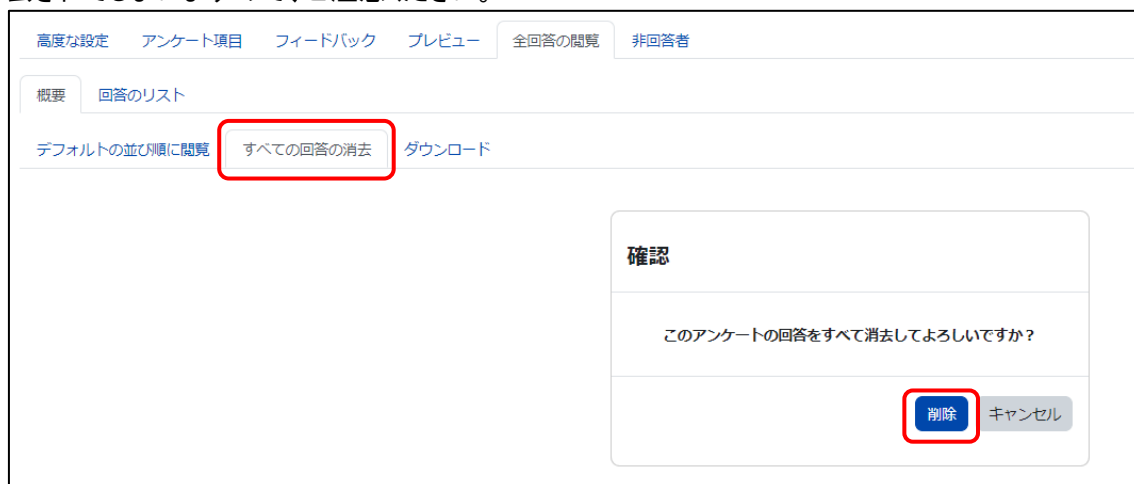 高度な設定 アンケート項目 フィードバック プレビュー 全回答の閲覧 非回答者
概要 回答のリスト
デフォルトの並び順に閲覧 すべての回答の消去 ダウンロード
確認
このアンケートの回答をすべて消去してよろしいですか?
削除 キャンセル